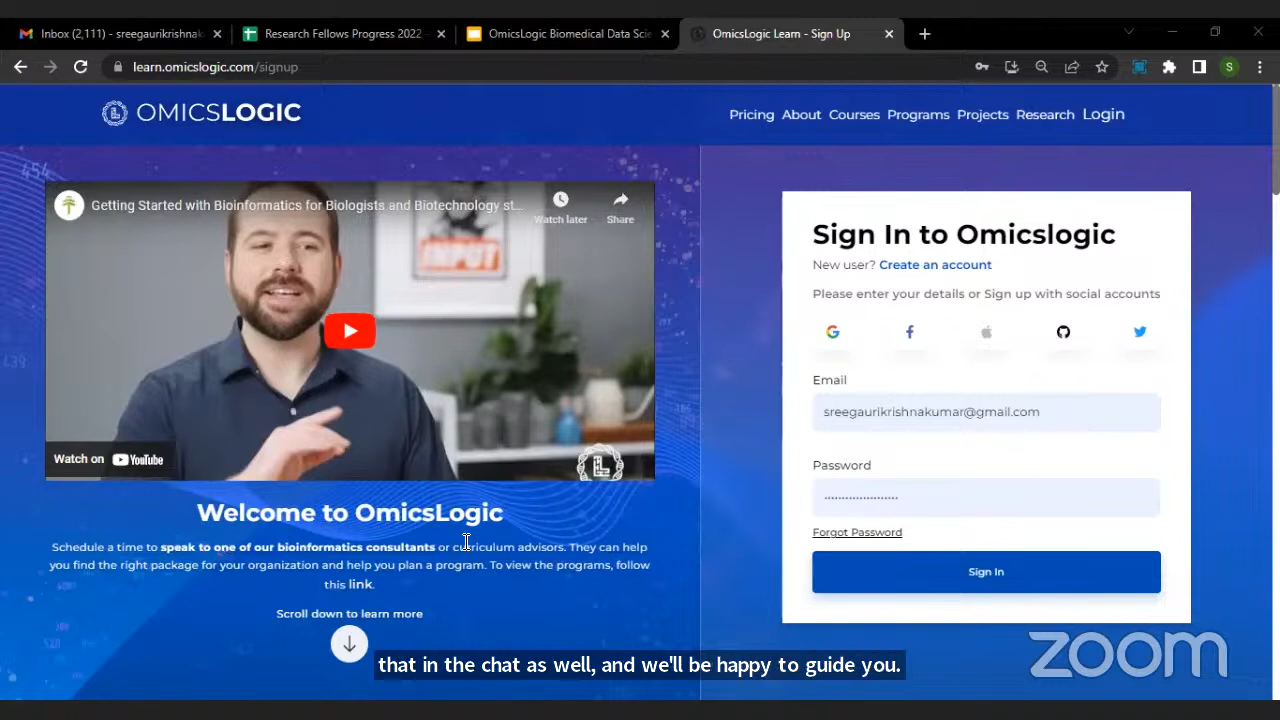 Inbox (2,111) - sreegaurikrishnak
Research Fellows Progress 2022 -
OmicsLogic Biomedical Data Scie
OmicsLogic Learn - Sign Up
learn.omicslogic.com/signup
S
OMICSLOGIC
Pricing About Courses Programs Projects Research Login
454
Getting Started with Bioinformatics for Biologists and Biotechnology st...
Watch later
Share
INPUT
Watch on YouTube
Welcome to OmicsLogic
Schedule a time to speak to one of our bioinformatics consultants or curriculum advisors. They can help
you find the right package for your organization and help you plan a program. To view the programs, follow
this link.
Scroll down to learn more
Sign In to Omicslogic
New user? Create an account
Please enter your details or Sign up with social accounts
Email
sreegaurikrishnakumar@gmail.com
Password
Forgot Password
Sign In
that in the chat as well, and we'll be happy to guide you.
zoom